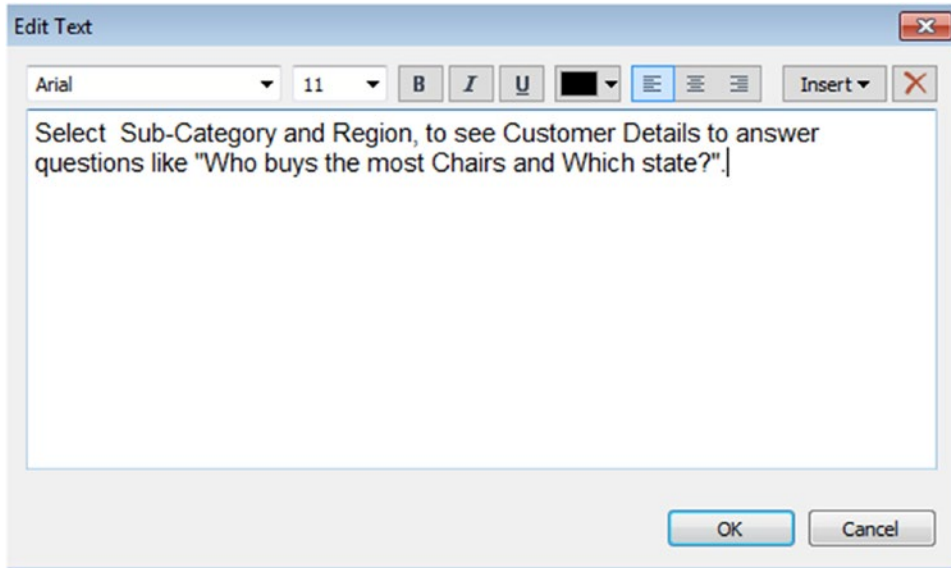 Edit Text
Arial 11 B I U Insert
Select  Sub-Category and Region, to see Customer Details to answer
questions like "Who buys the most Chairs and Which state?".
OK Cancel